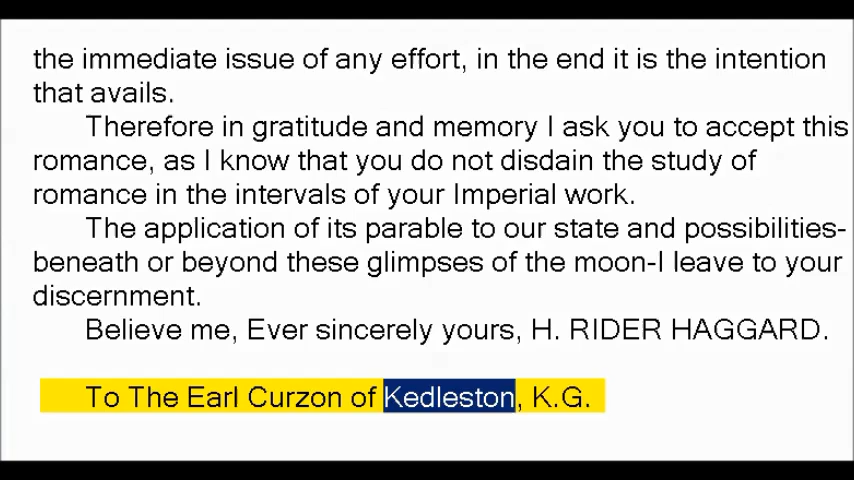 the immediate issue of any effort, in the end it is the intention
that avails.
Therefore in gratitude and memory I ask you to accept this
romance, as I know that you do not disdain the study of
romance in the intervals of your Imperial work.
The application of its parable to our state and possibilities-
beneath or beyond these glimpses of the moon-I leave to your
discernment.
Believe me, Ever sincerely yours, H. RIDER HAGGARD.
To The Earl Curzon of Kedleston, K.G.